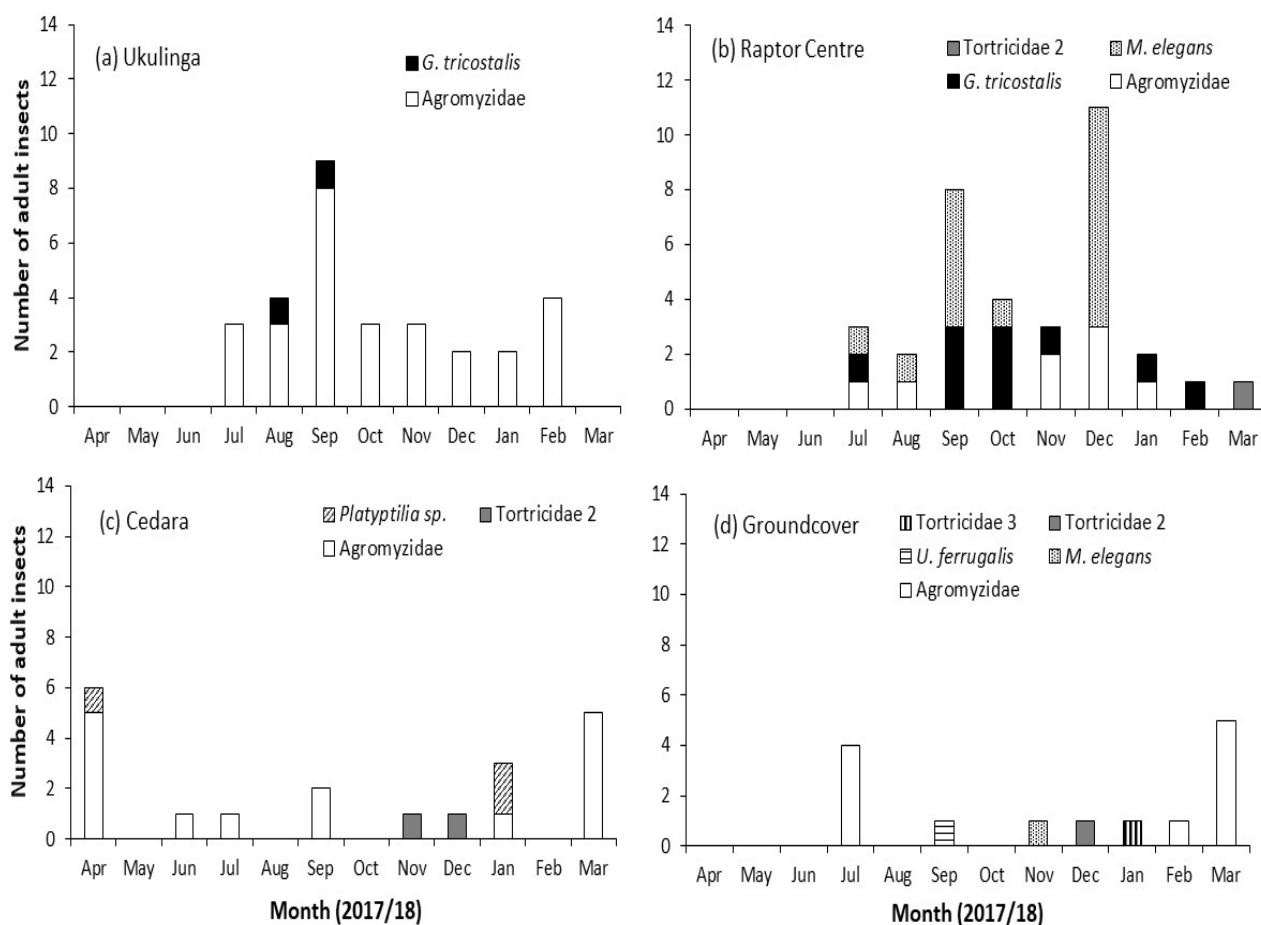 (a) Ukulinga
G. tricostalis
Agromyzidae
Number of adult insects
14
12
10
8
6
4
2
0
Apr May Jun Jul Aug Sep Oct Nov Dec Jan Feb Mar
(b) Raptor Centre
Tortricidae 2 M. elegans
G. tricostalis Agromyzidae
14
12
10
8
6
4
2
0
Apr May Jun Jul Aug Sep Oct Nov Dec Jan Feb Mar
(c) Cedara
Platyptilia sp. Tortricidae 2
Agromyzidae
Number of adult insects
14
12
10
8
6
4
2
0
Apr May Jun Jul Aug Sep Oct Nov Dec Jan Feb Mar
Month (2017/18)
(d) Groundcover
Tortricidae 3 Tortricidae 2
U. ferrugalis M. elegans
Agromyzidae
14
12
10
8
6
4
2
0
Apr May Jun Jul Aug Sep Oct Nov Dec Jan Feb Mar
Month (2017/18)